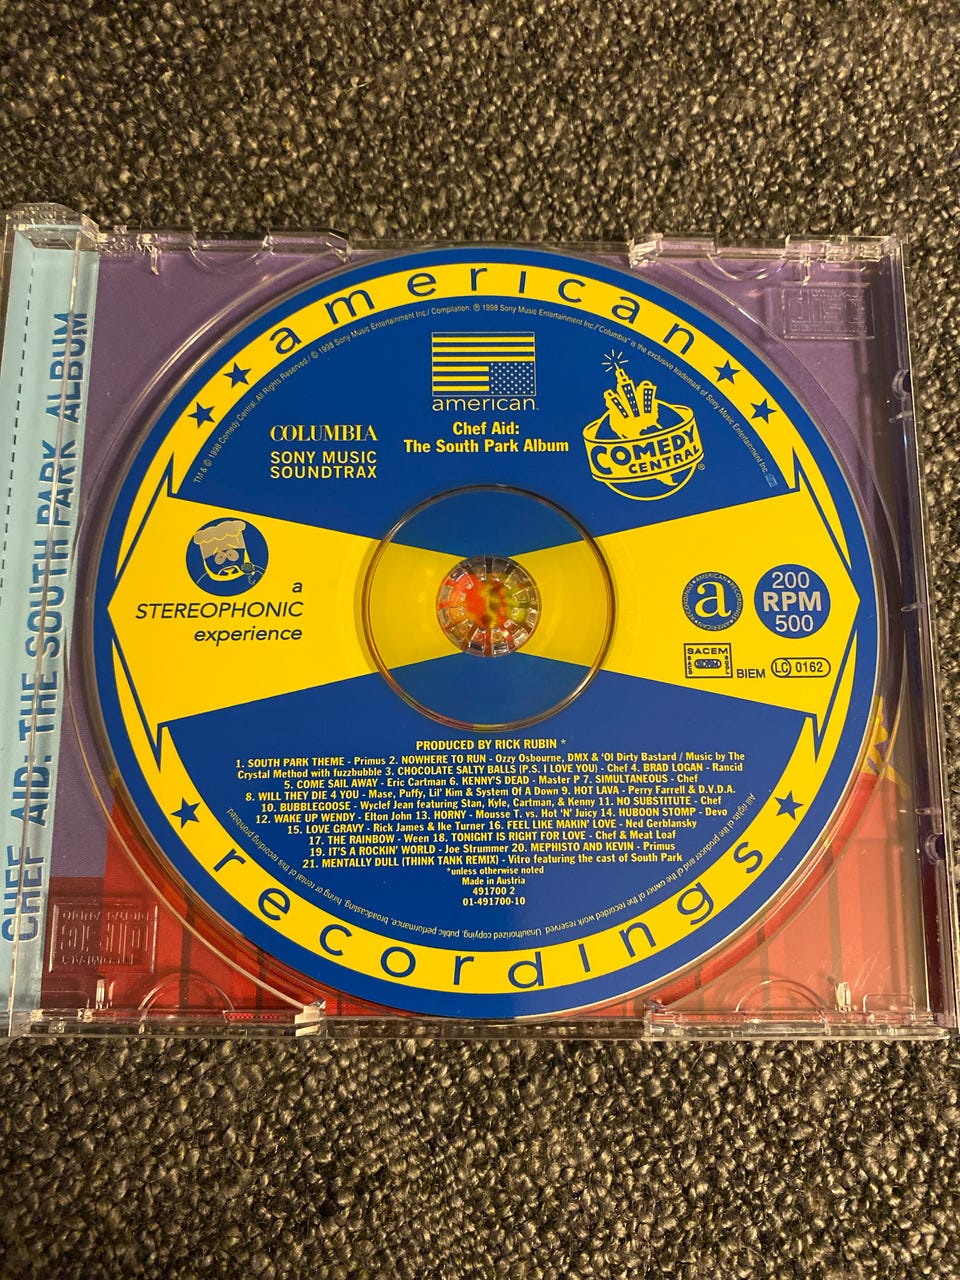 CHEF AID: THE SOUTH PARK ALBUM
american
TM & © 1998 Comedy Central. All Rights Reserved./ © 1998 Sony Music Entertainment Inc./ Compilation: ℗ 1998 Sony Music Entertainment Inc./"Columbia" is the exclusive trademark of Sony Music Entertainment Inc.
american
COLUMBIA
SONY MUSIC
SOUNDTRAX
Chef Aid:
The South Park Album
COMEDY
CENTRAL
®
a
STEREOPHONIC
experience
AMERICAN RECORDINGS
a
200
RPM
500
SACEM
BIEM
LC 0162
PRODUCED BY RICK RUBIN *
1. SOUTH PARK THEME - Primus 2. NOWHERE TO RUN - Ozzy Osbourne, DMX & 'Ol Dirty Bastard / Music by The
Crystal Method with fuzzbubble 3. CHOCOLATE SALTY BALLS (P.S. I LOVE YOU) - Chef 4. BRAD LOGAN - Rancid
5. COME SAIL AWAY - Eric Cartman 6. KENNY'S DEAD - Master P 7. SIMULTANEOUS - Chef
8. WILL THEY DIE 4 YOU - Mase, Puffy, Lil' Kim & System Of A Down 9. HOT LAVA - Perry Farrell & D.V.D.A.
10. BUBBLEGOOSE - Wyclef Jean featuring Stan, Kyle, Cartman, & Kenny 11. NO SUBSTITUTE - Chef
12. WAKE UP WENDY - Elton John 13. HORNY - Mousse T. vs. Hot 'N' Juicy 14. HUBOON STOMP - Devo
15. LOVE GRAVY - Rick James & Ike Turner 16. FEEL LIKE MAKIN' LOVE - Ned Gerblansky
17. THE RAINBOW - Ween 18. TONIGHT IS RIGHT FOR LOVE - Chef & Meat Loaf
19. IT'S A ROCKIN' WORLD - Joe Strummer 20. MEPHISTO AND KEVIN - Primus
21. MENTALLY DULL (THINK TANK REMIX) - Vitro featuring the cast of South Park
*unless otherwise noted
Made in Austria
491700 2
01-491700-10
All rights of the producer and of the owner of the recorded work reserved. Unauthorized copying, public performance, broadcasting, hiring or rental of this recording prohibited.
recordings